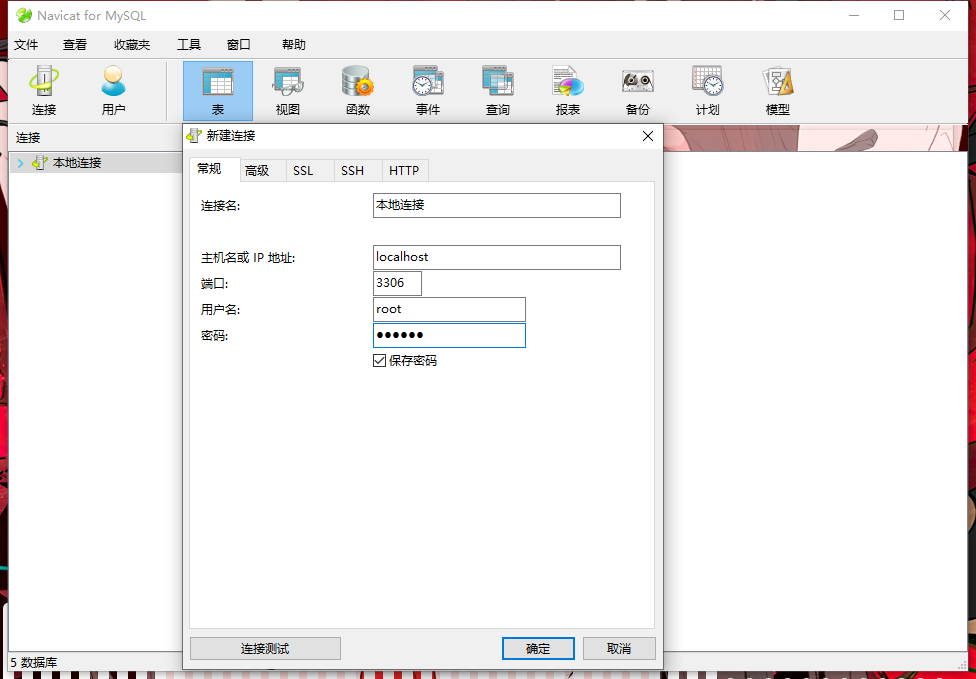 Navicat for MySQL
文件 查看 收藏夹 工具 窗口 帮助
连接 用户 表 视图 函数 事件 查询 报表 备份 计划 模型
连接
本地连接
新建连接
常规 高级 SSL SSH HTTP
连接名: 本地连接
主机名或 IP 地址: localhost
端口: 3306
用户名: root
密码: ●●●●●●
保存密码
连接测试 确定 取消
5 数据库